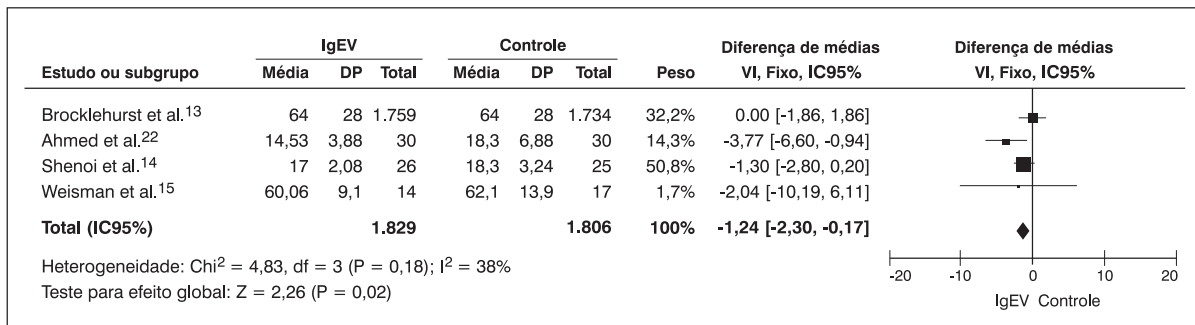 IgEV Controle Diferença de médias Diferença de médias
Estudo ou subgrupo Média DP Total Média DP Total Peso VI, Fixo, IC95% VI, Fixo, IC95%
Brocklehurst et al.13 64 28 1.759 64 28 1.734 32,2% 0.00 [-1,86, 1,86]
Ahmed et al.22 14,53 3,88 30 18,3 6,88 30 14,3% -3,77 [-6,60, -0,94]
Shenoi et al.14 17 2,08 26 18,3 3,24 25 50,8% -1,30 [-2,80, 0,20]
Weisman et al.15 60,06 9,1 14 62,1 13,9 17 1,7% -2,04 [-10,19, 6,11]
Total (IC95%) 1.829 1.806 100% -1,24 [-2,30, -0,17]
Heterogeneidade: Chi2 = 4,83, df = 3 (P = 0,18); I2 = 38%
Teste para efeito global: Z = 2,26 (P = 0,02)
-20 -10 0 10 20
IgEV Controle